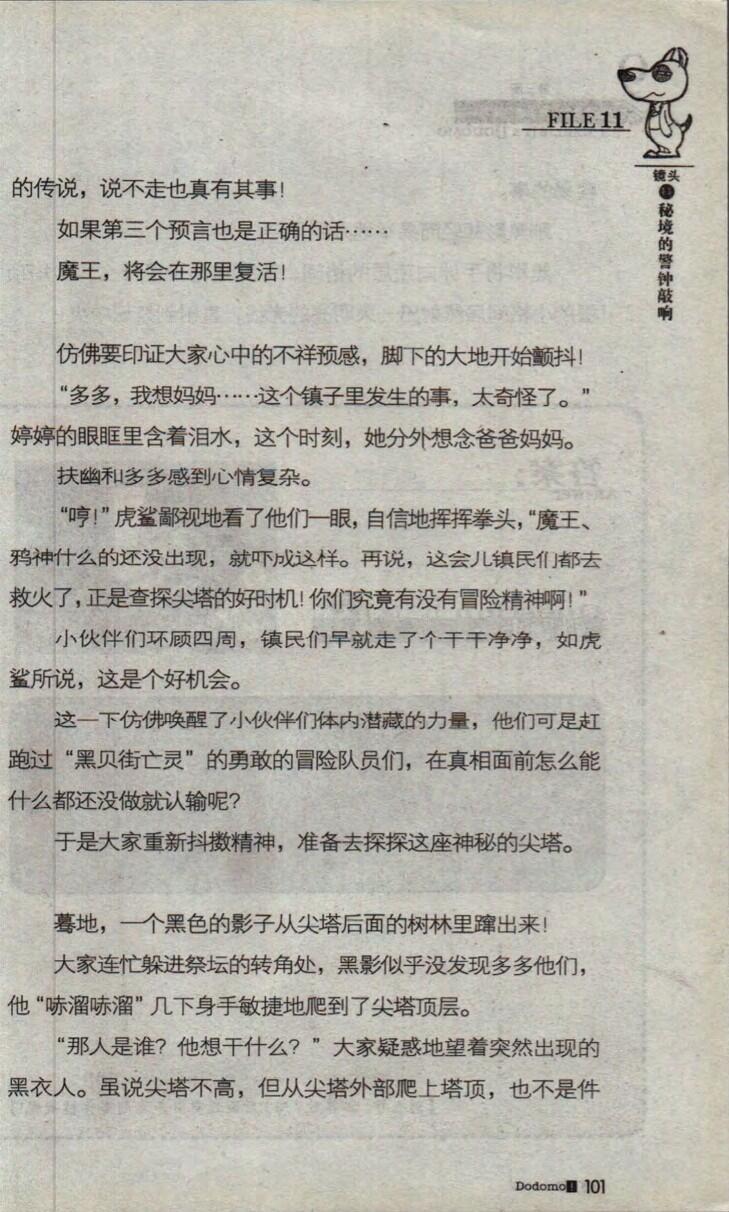 FILE 11
镜头
11
秘境的警钟敲响
的传说，说不走也真有其事！
如果第三个预言也是正确的话……
魔王，将会在那里复活！
仿佛要印证大家心中的不祥预感，脚下的大地开始颤抖！
“多多，我想妈妈……这个镇子里发生的事，太奇怪了。”
婷婷的眼眶里含着泪水，这个时刻，她分外想念爸爸妈妈。
扶幽和多多感到心情复杂。
“哼！”虎鲨鄙视地看了他们一眼，自信地挥挥拳头，“魔王、
鸦神什么的还没出现，就吓成这样。再说，这会儿镇民们都去
救火了，正是查探尖塔的好时机！你们究竟有没有冒险精神啊！”
小伙伴们环顾四周，镇民们早就走了个干干净净，如虎
鲨所说，这是个好机会。
这一下仿佛唤醒了小伙伴们体内潜藏的力量，他们可是赶
跑过“黑贝街亡灵”的勇敢的冒险队员们，在真相面前怎么能
什么都还没做就认输呢？
于是大家重新抖擞精神，准备去探探这座神秘的尖塔。
蓦地，一个黑色的影子从尖塔后面的树林里蹿出来！
大家连忙躲进祭坛的转角处，黑影似乎没发现多多他们，
他“哧溜哧溜”几下身手敏捷地爬到了尖塔顶层。
“那人是谁？他想干什么？”大家疑惑地望着突然出现的
黑衣人。虽说尖塔不高，但从尖塔外部爬上塔顶，也不是件
Dodomo! 101